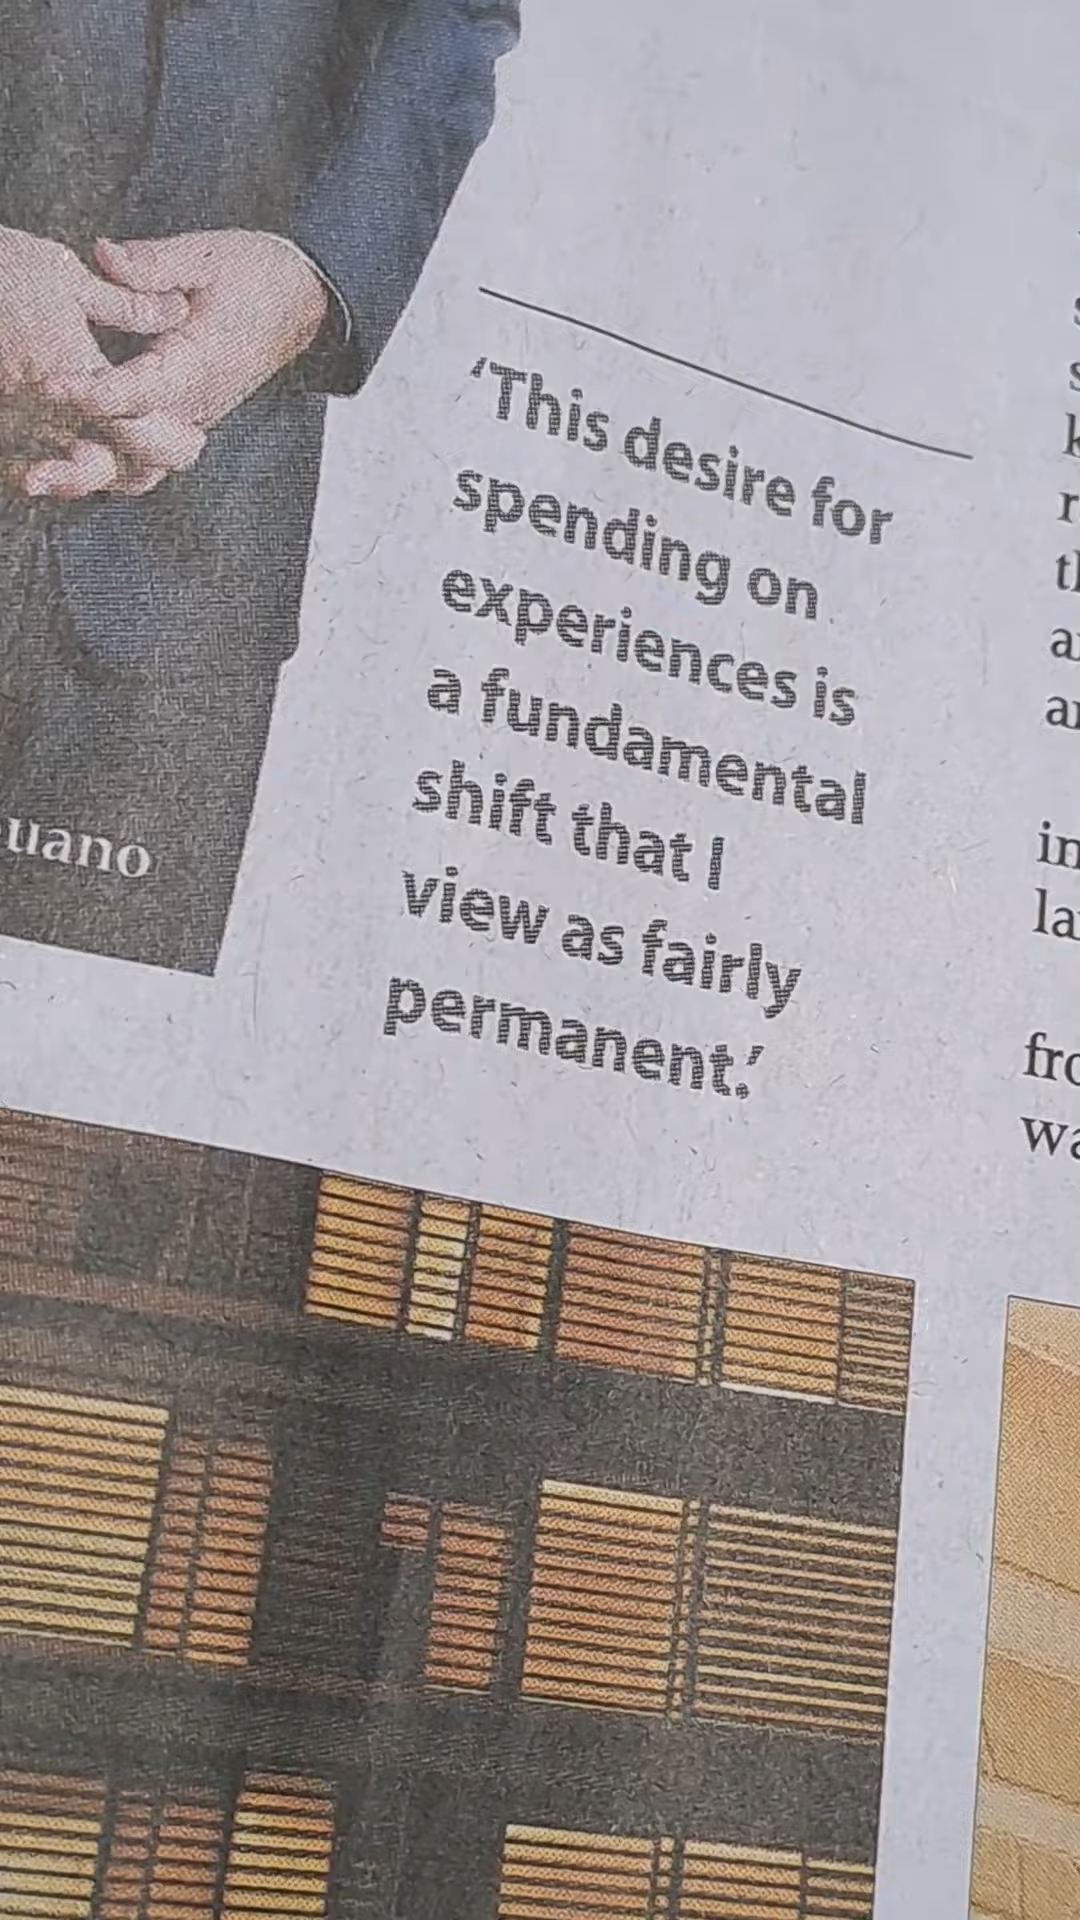 ‘This desire for
spending on
experiences is
a fundamental
shift that I
view as fairly
permanent.’